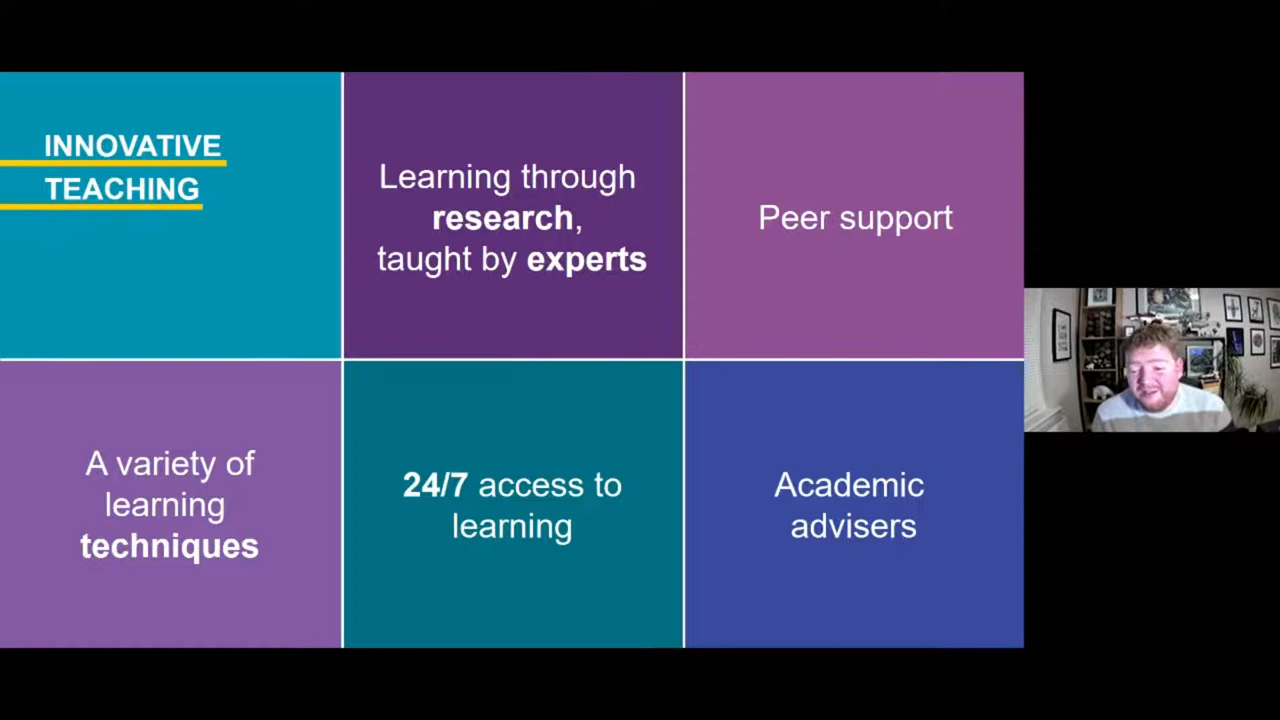 INNOVATIVE
TEACHING
Learning through
research,
taught by experts
Peer support
A variety of
learning
techniques
24/7 access to
learning
Academic
advisers